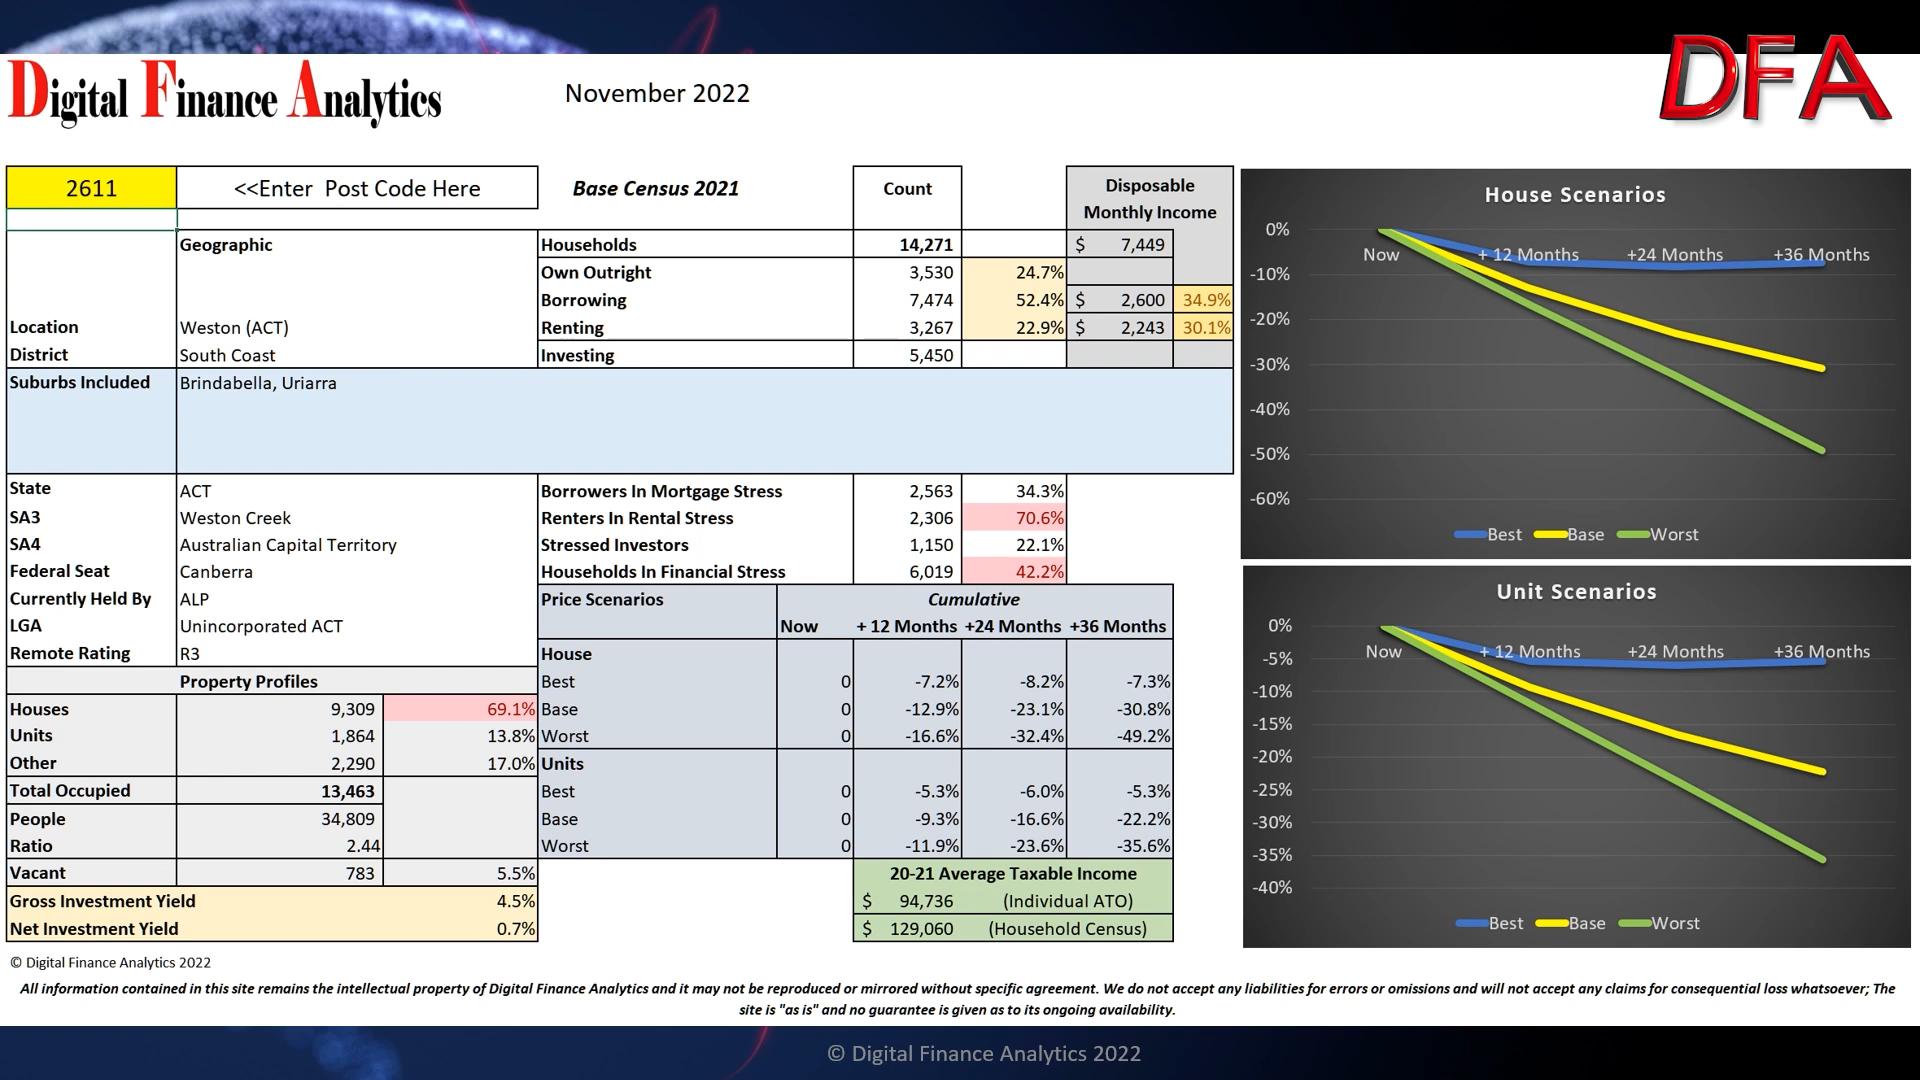 Digital Finance Analytics
November 2022
DFA
2611 <<Enter Post Code Here Base Census 2021 Count Disposable Monthly Income
Geographic Households 14,271 $ 7,449
Own Outright 3,530 24.7%
Borrowing 7,474 52.4% $ 2,600 34.9%
Location Weston (ACT) Renting 3,267 22.9% $ 2,243 30.1%
District South Coast Investing 5,450
Suburbs Included Brindabella, Uriarra
State ACT Borrowers In Mortgage Stress 2,563 34.3%
SA3 Weston Creek Renters In Rental Stress 2,306 70.6%
SA4 Australian Capital Territory Stressed Investors 1,150 22.1%
Federal Seat Canberra Households In Financial Stress 6,019 42.2%
Currently Held By ALP Price Scenarios Cumulative
LGA Unincorporated ACT Now + 12 Months +24 Months +36 Months
Remote Rating R3 House
Property Profiles Best 0 -7.2% -8.2% -7.3%
Houses 9,309 69.1% Base 0 -12.9% -23.1% -30.8%
Units 1,864 13.8% Worst 0 -16.6% -32.4% -49.2%
Other 2,290 17.0% Units
Total Occupied 13,463 Best 0 -5.3% -6.0% -5.3%
People 34,809 Base 0 -9.3% -16.6% -22.2%
Ratio 2.44 Worst 0 -11.9% -23.6% -35.6%
Vacant 783 5.5% 20-21 Average Taxable Income
Gross Investment Yield 4.5% $ 94,736 (Individual ATO)
Net Investment Yield 0.7% $ 129,060 (Household Census)
House Scenarios
0%
Now + 12 Months +24 Months +36 Months
-10%
-20%
-30%
-40%
-50%
-60%
Best Base Worst
Unit Scenarios
0%
Now + 12 Months +24 Months +36 Months
-5%
-10%
-15%
-20%
-25%
-30%
-35%
-40%
Best Base Worst
© Digital Finance Analytics 2022
All information contained in this site remains the intellectual property of Digital Finance Analytics and it may not be reproduced or mirrored without specific agreement. We do not accept any liabilities for errors or omissions and will not accept any claims for consequential loss whatsoever; The
site is "as is" and no guarantee is given as to its ongoing availability.
© Digital Finance Analytics 2022